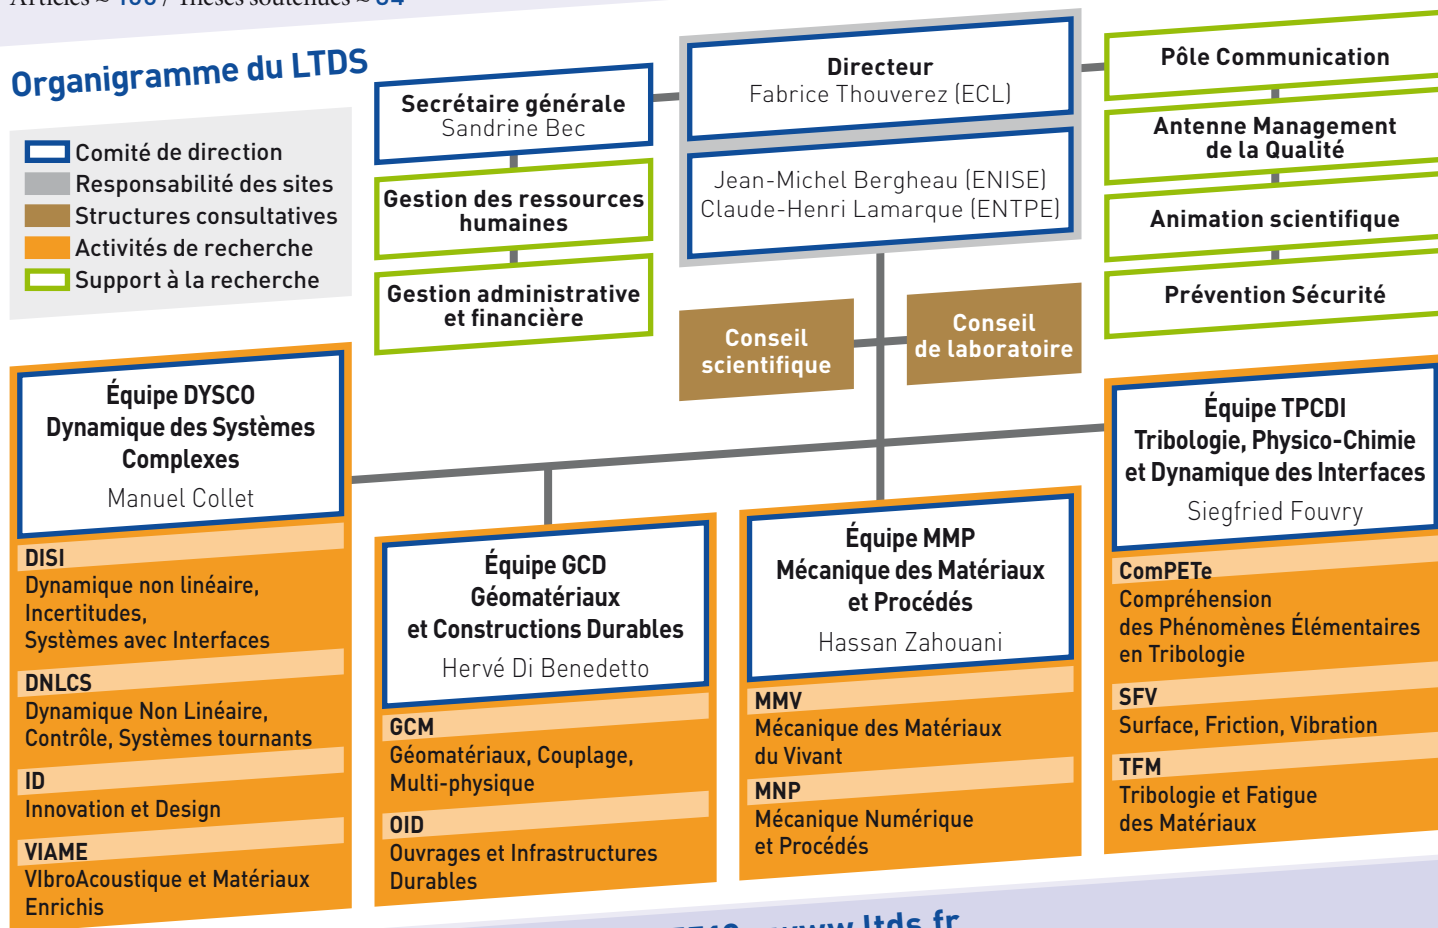 Organigramme du LTDS
Comité de direction
Responsabilité des sites
Structures consultatives
Activités de recherche
Support à la recherche
Secrétaire générale
Sandrine Bec
Gestion des ressources
humaines
Gestion administrative
et financière
Directeur
Fabrice Thouverez (ECL)
Jean-Michel Bergheau (ENISE)
Claude-Henri Lamarque (ENTPE)
Pôle Communication
Antenne Management
de la Qualité
Animation scientifique
Prévention Sécurité
Conseil
scientifique
Conseil
de laboratoire
Équipe DYSCO
Dynamique des Systèmes
Complexes
Manuel Collet
DISI
Dynamique non linéaire,
Incertitudes,
Systèmes avec Interfaces
DNLCS
Dynamique Non Linéaire,
Contrôle, Systèmes tournants
ID
Innovation et Design
VIAME
VIbroAcoustique et Matériaux
Enrichis
Équipe GCD
Géomatériaux
et Constructions Durables
Hervé Di Benedetto
GCM
Géomatériaux, Couplage,
Multi-physique
OID
Ouvrages et Infrastructures
Durables
Équipe MMP
Mécanique des Matériaux
et Procédés
Hassan Zahouani
MMV
Mécanique des Matériaux
du Vivant
MNP
Mécanique Numérique
et Procédés
Équipe TPCDI
Tribologie, Physico-Chimie
et Dynamique des Interfaces
Siegfried Fouvry
ComPETe
Compréhension
des Phénomènes Élémentaires
en Tribologie
SFV
Surface, Friction, Vibration
TFM
Tribologie et Fatigue
des Matériaux
www.ltds.fr